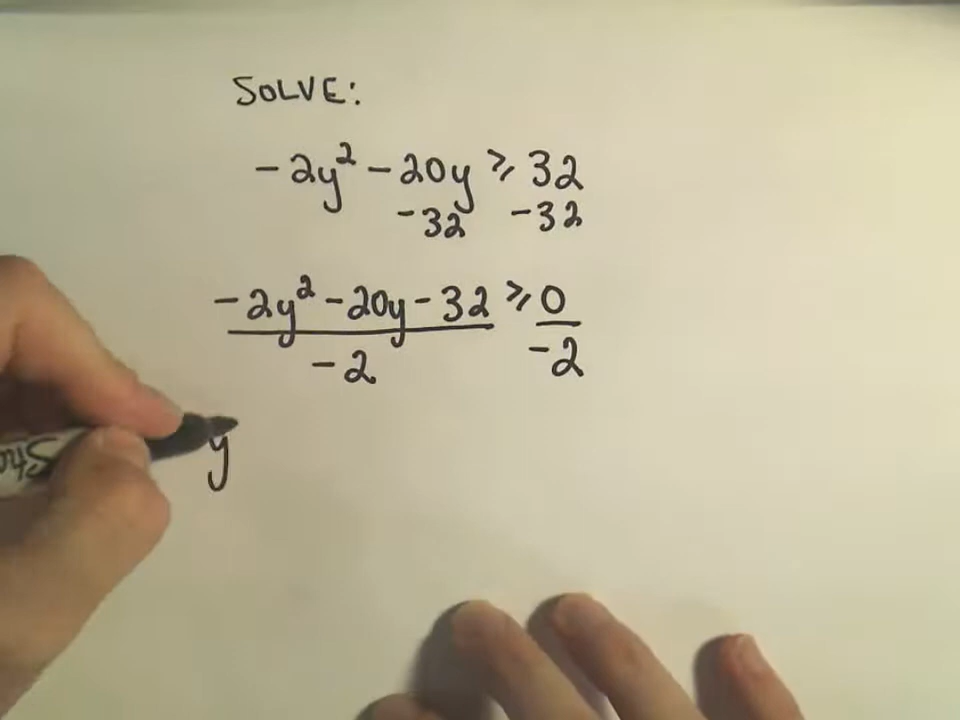 SOLVE:
-2y² - 20y ≥ 32
-32 -32
-2y² - 20y - 32 ≥ 0
-2 -2
y